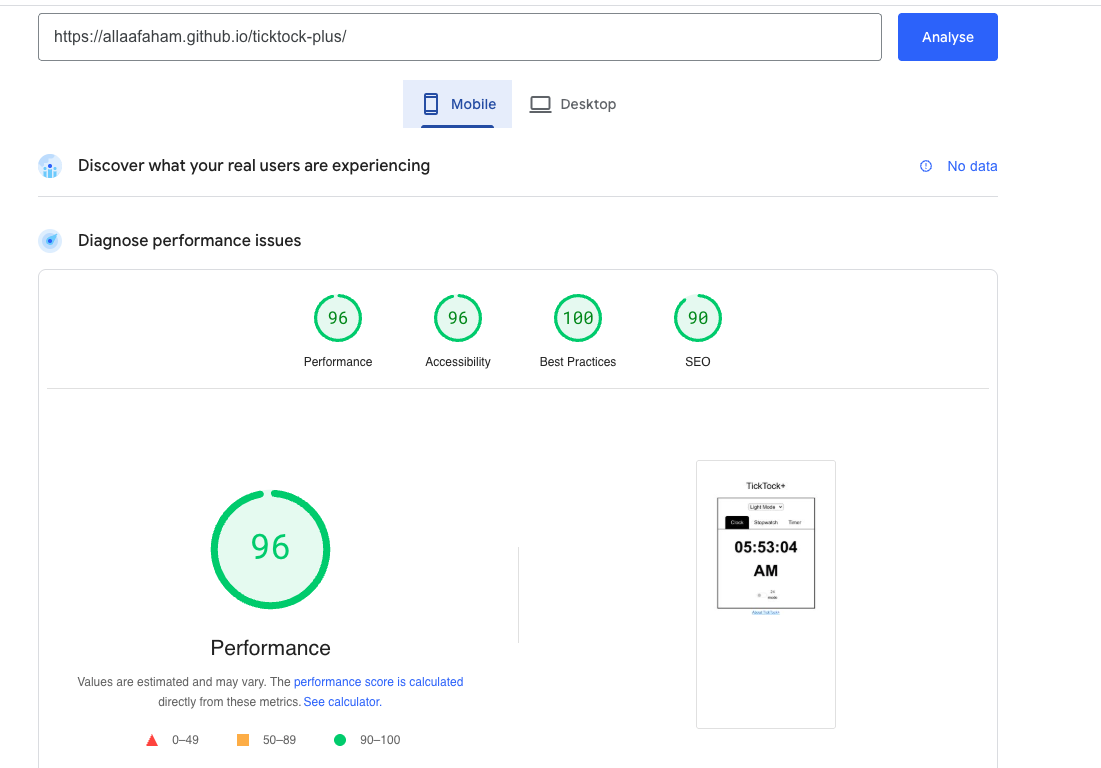 https://allaafaham.github.io/ticktock-plus/
Analyse
Mobile
Desktop
Discover what your real users are experiencing
No data
Diagnose performance issues
96
96
100
90
Performance
Accessibility
Best Practices
SEO
96
Performance
Values are estimated and may vary. The performance score is calculated
directly from these metrics. See calculator.
0–49
50–89
90–100
TickTock+
Light Mode
Clock
Stopwatch
Timer
05:53:04
AM
24
mode
About TickTock+